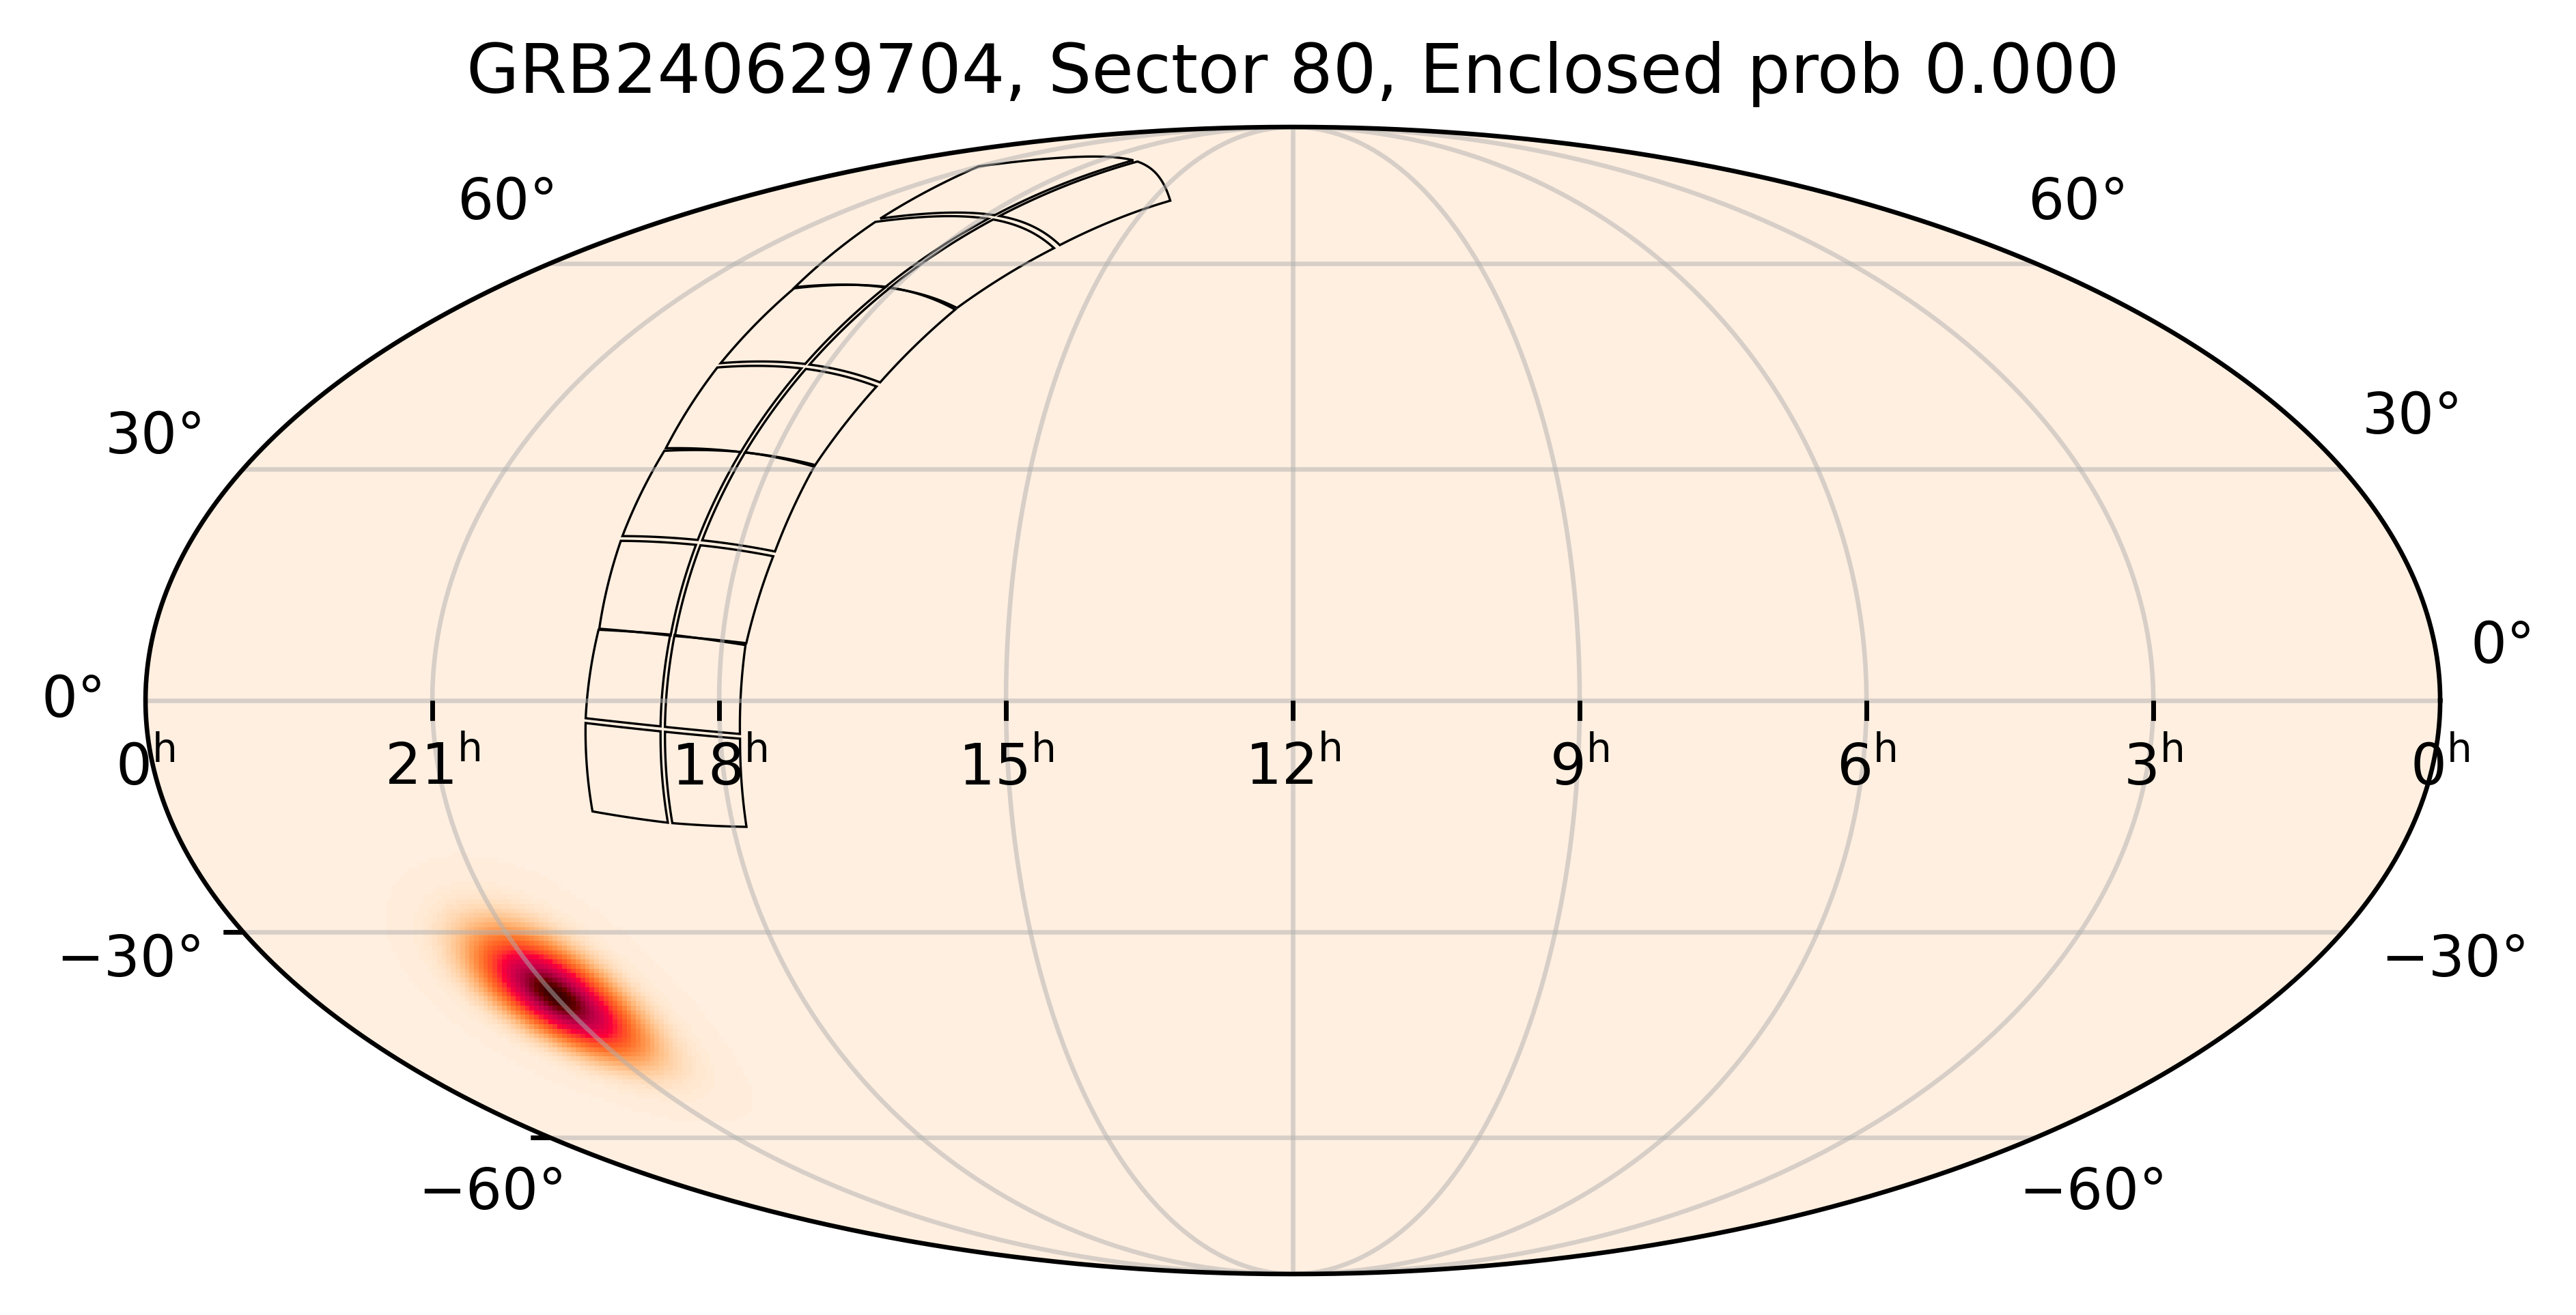 GRB240629704, Sector 80, Enclosed prob 0.000
60° 60°
30° 30°
0° 0°
0h 21h 18h 15h 12h 9h 6h 3h 0h
−30° −30°
−60° −60°